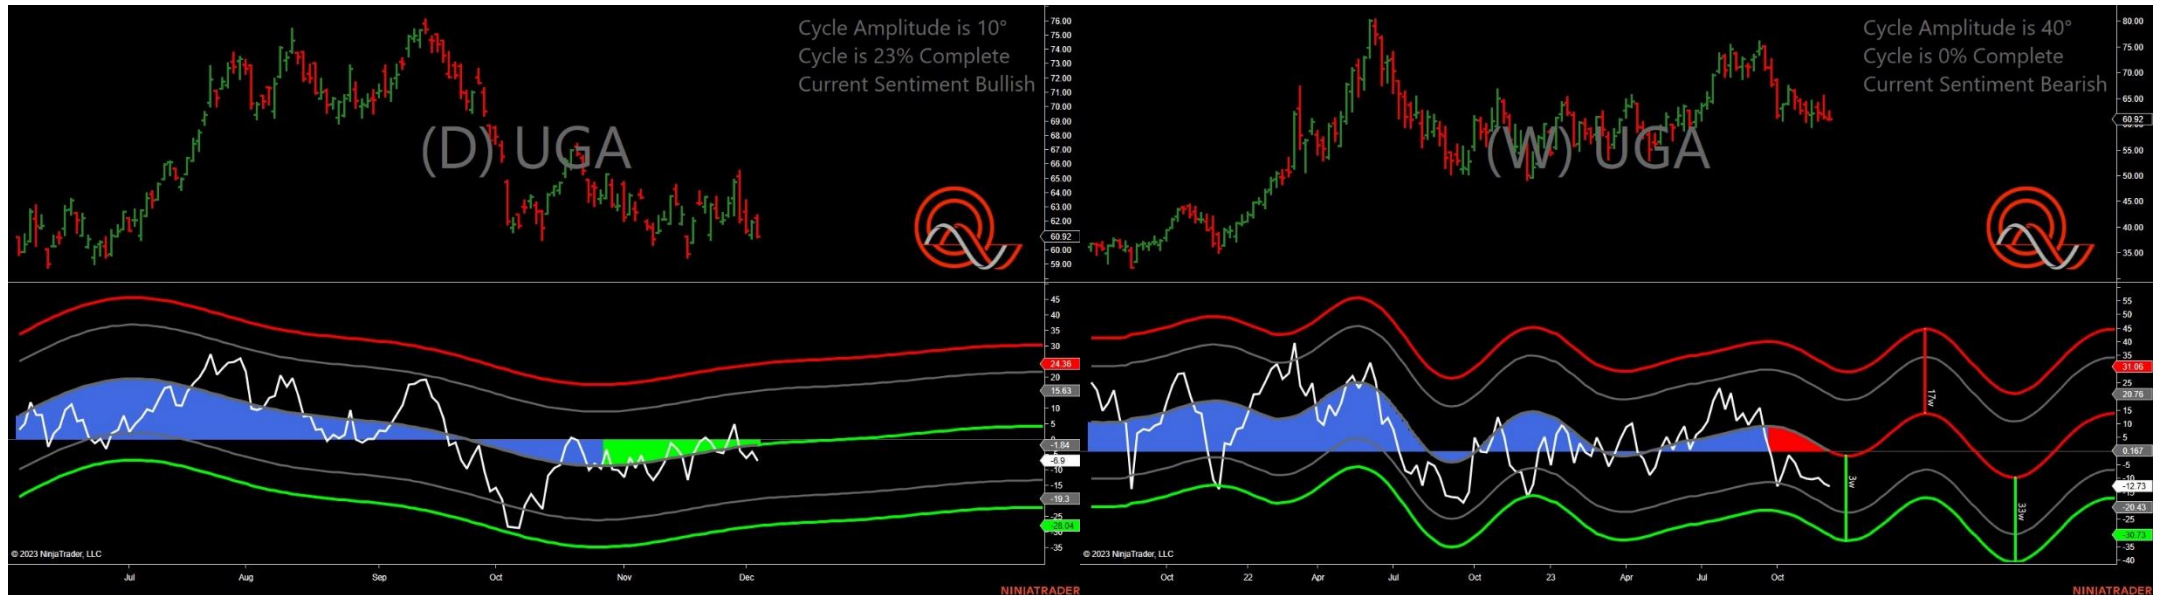 Cycle Amplitude is 10°
Cycle is 23% Complete
Current Sentiment Bullish
(D) UGA
76.00
75.00
74.00
73.00
72.00
71.00
70.00
69.00
68.00
67.00
66.00
65.00
64.00
63.00
62.00
60.92
60.00
59.00
45
40
35
30
24.36
20
15.63
10
5
-1.84
-6.9
-10
-15
-19.3
-25
-28.04
-35
© 2023 NinjaTrader, LLC
Jul
Aug
Sep
Oct
Nov
Dec
NINJATRADER
Cycle Amplitude is 40°
Cycle is 0% Complete
Current Sentiment Bearish
(W) UGA
80.00
75.00
70.00
65.00
60.92
55.00
50.00
45.00
40.00
35.00
17w
3w
33w
55
50
45
40
35
31.06
25
20.76
15
10
5
0.167
-5
-12.73
-20.43
-25
-30.73
-35
-40
© 2023 NinjaTrader, LLC
Oct
22
Apr
Jul
Oct
23
Apr
Jul
Oct
NINJATRADER